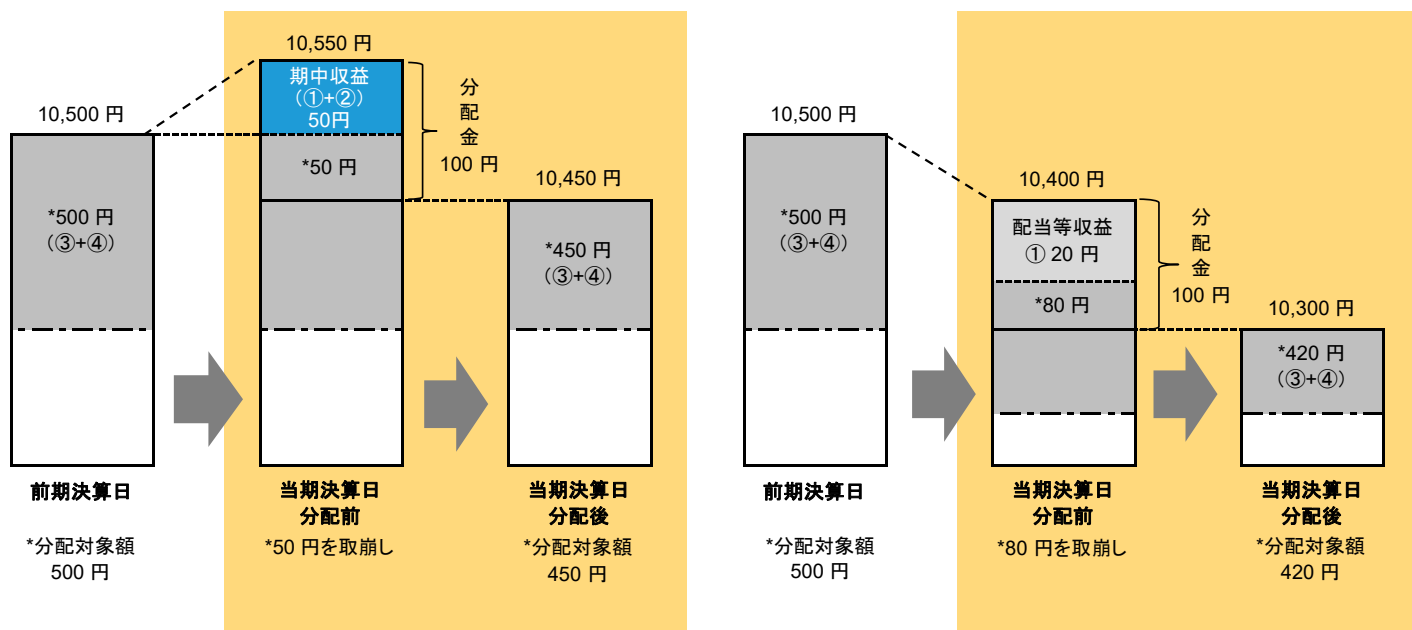 10,500 円
*500 円
（③+④）
前期決算日
*分配対象額
500 円
10,550 円
期中収益
（①+②）
50円
*50 円
分
配
金
100 円
当期決算日
分配前
*50 円を取崩し
10,450 円
*450 円
（③+④）
当期決算日
分配後
*分配対象額
450 円
10,500 円
*500 円
（③+④）
前期決算日
*分配対象額
500 円
10,400 円
配当等収益
① 20 円
*80 円
分
配
金
100 円
当期決算日
分配前
*80 円を取崩し
10,300 円
*420 円
（③+④）
当期決算日
分配後
*分配対象額
420 円